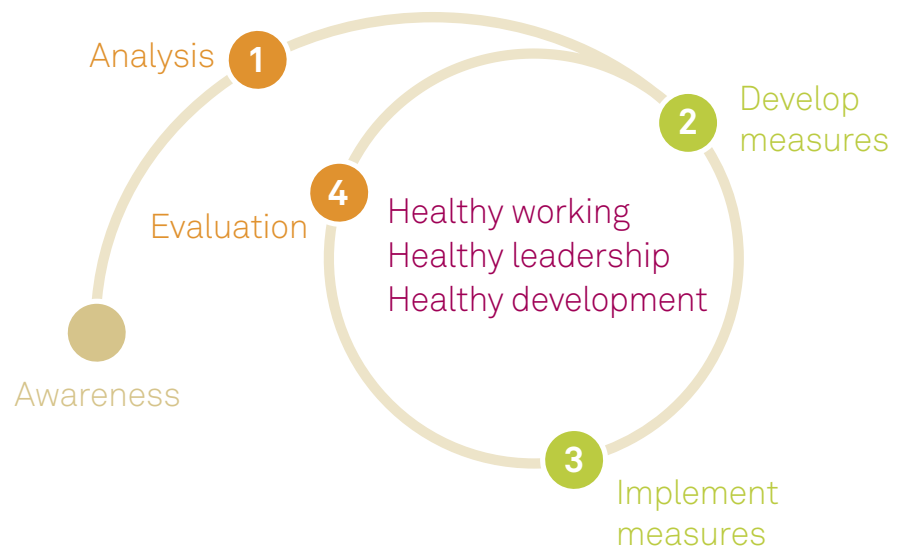 Analysis
1
2
Develop
measures
4
Evaluation
Healthy working
Healthy leadership
Healthy development
Awareness
3
Implement
measures